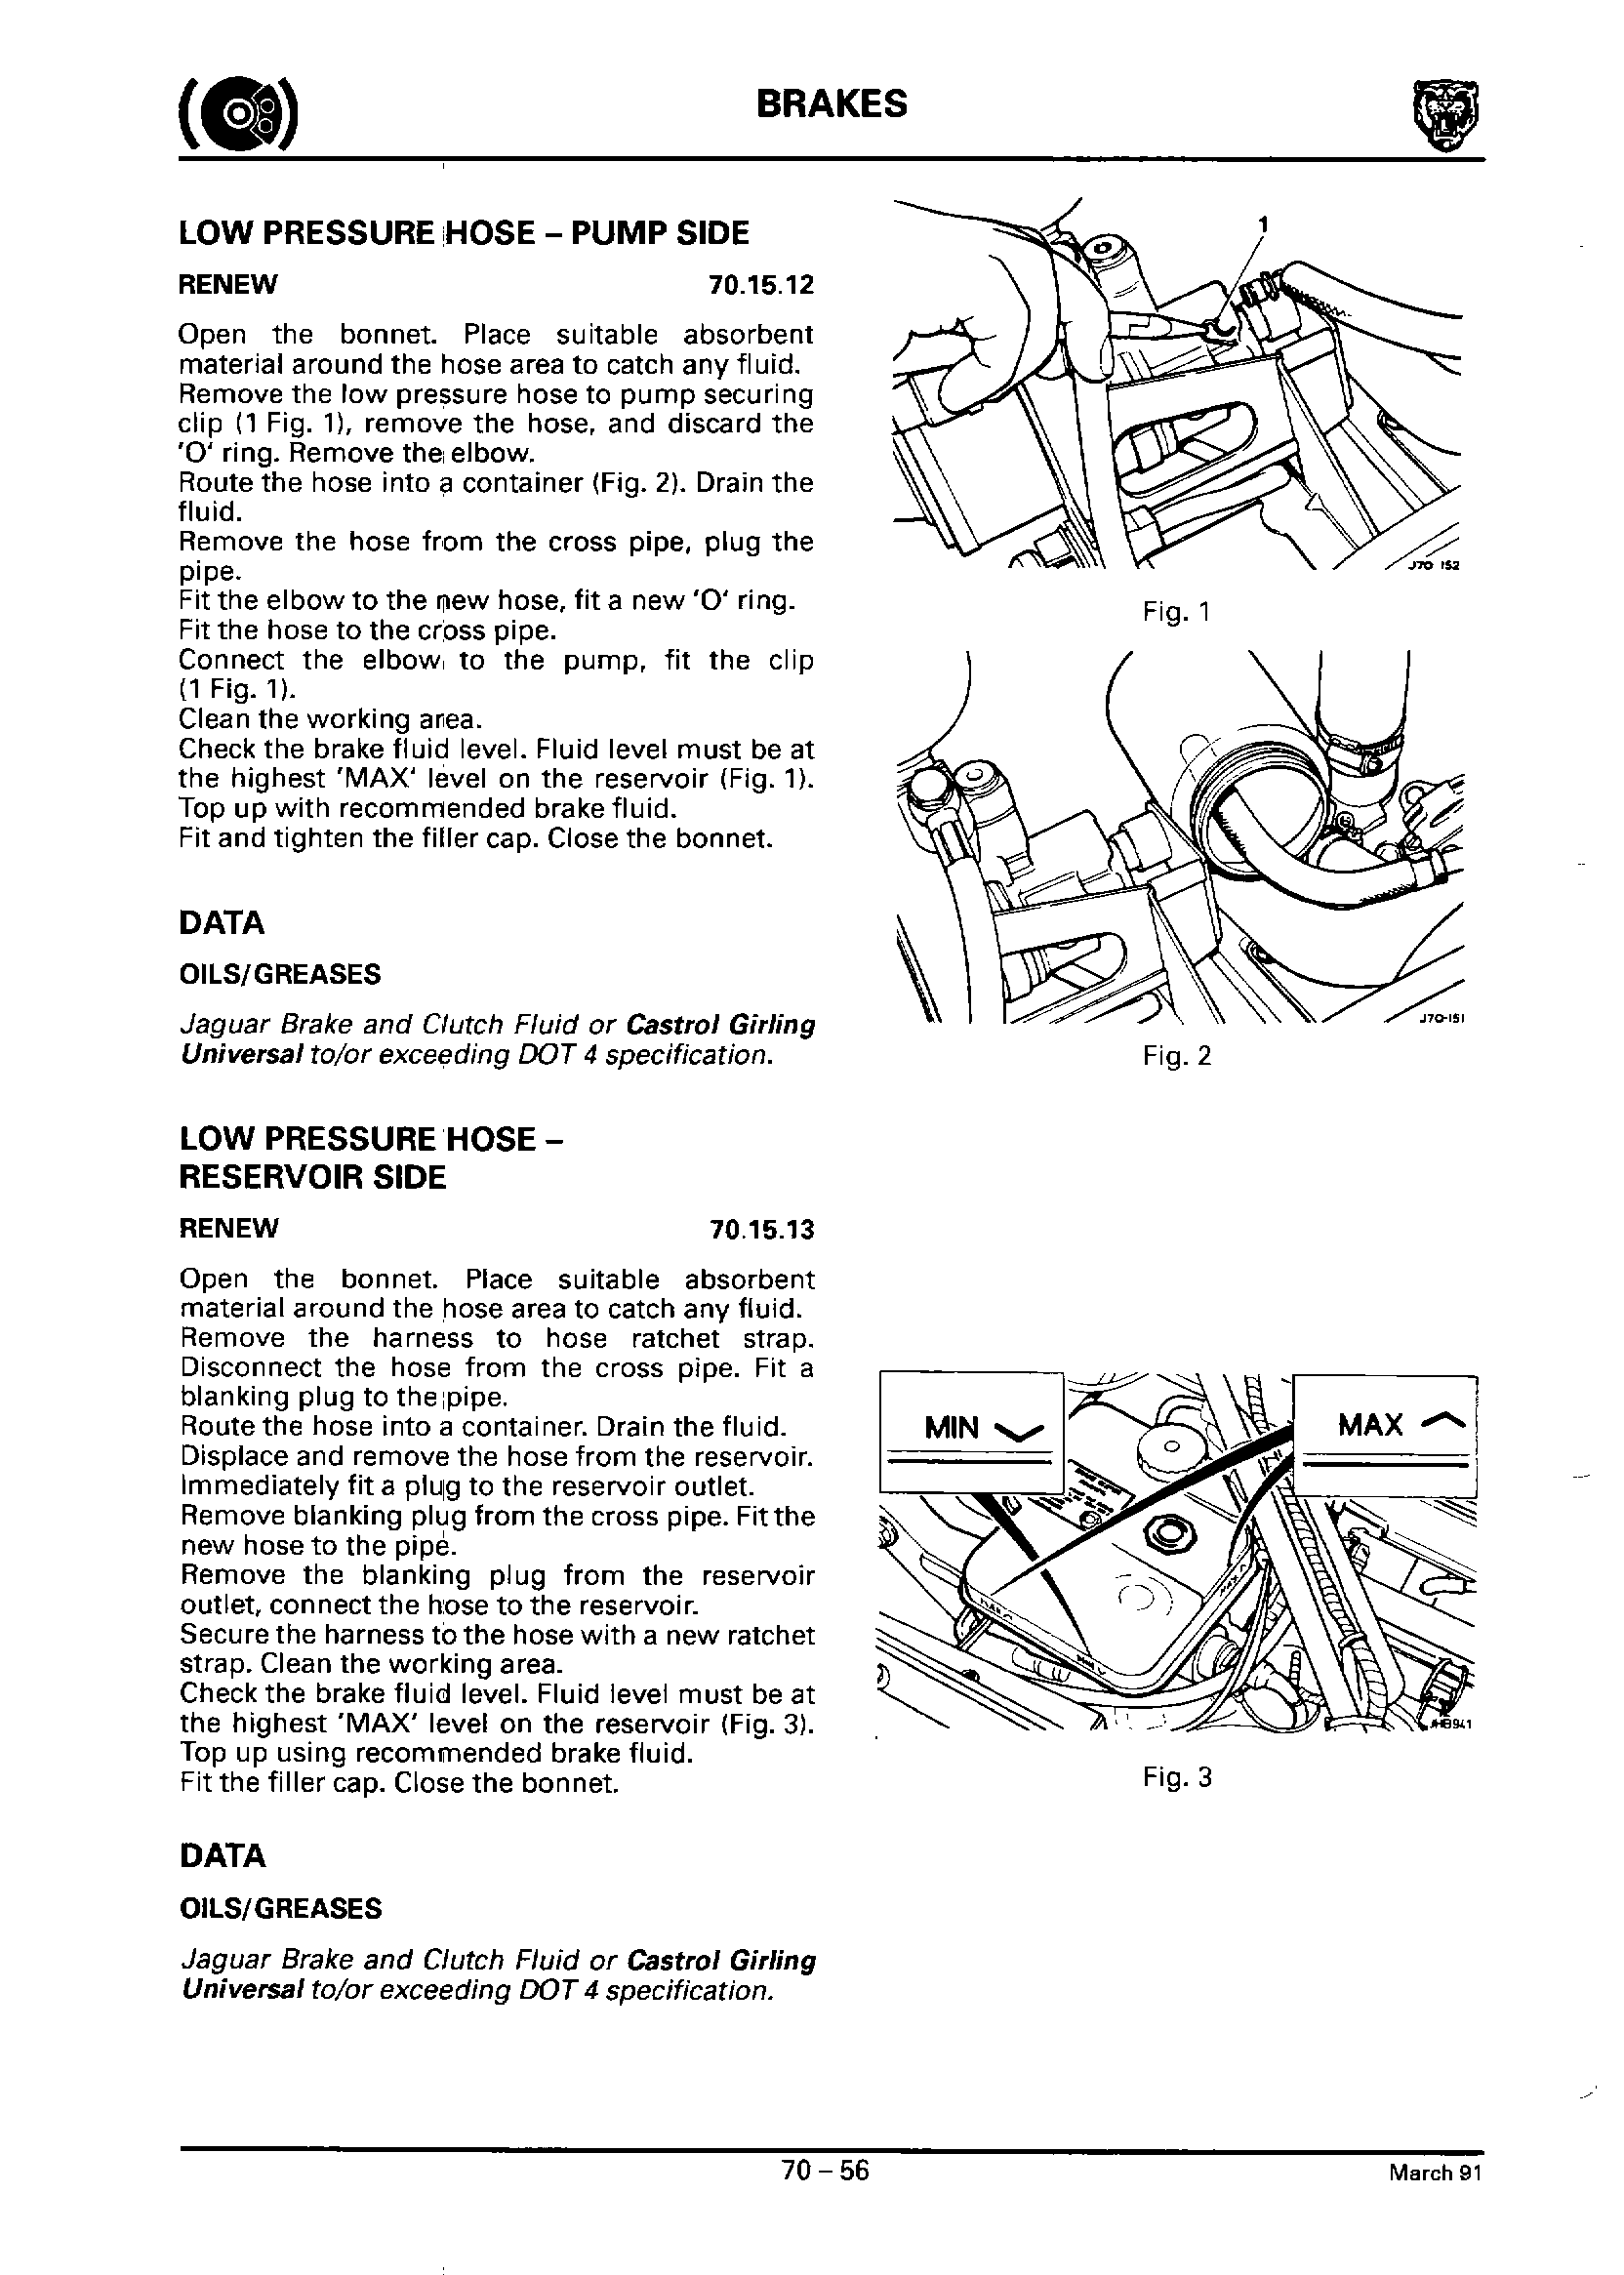 BRAKES
LOW PRESSURE HOSE – PUMP SIDE
RENEW 70.15.12
Open the bonnet. Place suitable absorbent
material around the hose area to catch any fluid.
Remove the low pressure hose to pump securing
clip (1 Fig. 1), remove the hose, and discard the
'O' ring. Remove the elbow.
Route the hose into a container (Fig. 2). Drain the
fluid.
Remove the hose from the cross pipe, plug the
pipe.
Fit the elbow to the new hose, fit a new 'O' ring.
Fit the hose to the cross pipe.
Connect the elbow to the pump, fit the clip
(1 Fig. 1).
Clean the working area.
Check the brake fluid level. Fluid level must be at
the highest 'MAX' level on the reservoir (Fig. 1).
Top up with recommended brake fluid.
Fit and tighten the filler cap. Close the bonnet.
DATA
OILS/GREASES
Jaguar Brake and Clutch Fluid or Castrol Girling
Universal to/or exceeding DOT 4 specification.
LOW PRESSURE HOSE –
RESERVOIR SIDE
RENEW 70.15.13
Open the bonnet. Place suitable absorbent
material around the hose area to catch any fluid.
Remove the harness to hose ratchet strap.
Disconnect the hose from the cross pipe. Fit a
blanking plug to the pipe.
Route the hose into a container. Drain the fluid.
Displace and remove the hose from the reservoir.
Immediately fit a plug to the reservoir outlet.
Remove blanking plug from the cross pipe. Fit the
new hose to the pipe.
Remove the blanking plug from the reservoir
outlet, connect the hose to the reservoir.
Secure the harness to the hose with a new ratchet
strap. Clean the working area.
Check the brake fluid level. Fluid level must be at
the highest 'MAX' level on the reservoir (Fig. 3).
Top up using recommended brake fluid.
Fit the filler cap. Close the bonnet.
DATA
OILS/GREASES
Jaguar Brake and Clutch Fluid or Castrol Girling
Universal to/or exceeding DOT 4 specification.
1
J70 152
Fig. 1
J70-151
Fig. 2
MIN
MAX
Fig. 3
70 – 56
March 91